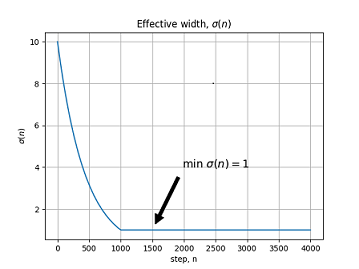 Effective width, σ(n)
10
8
6
4
2
σ(n)
min σ(n) = 1
0 500 1000 1500 2000 2500 3000 3500 4000
step, n